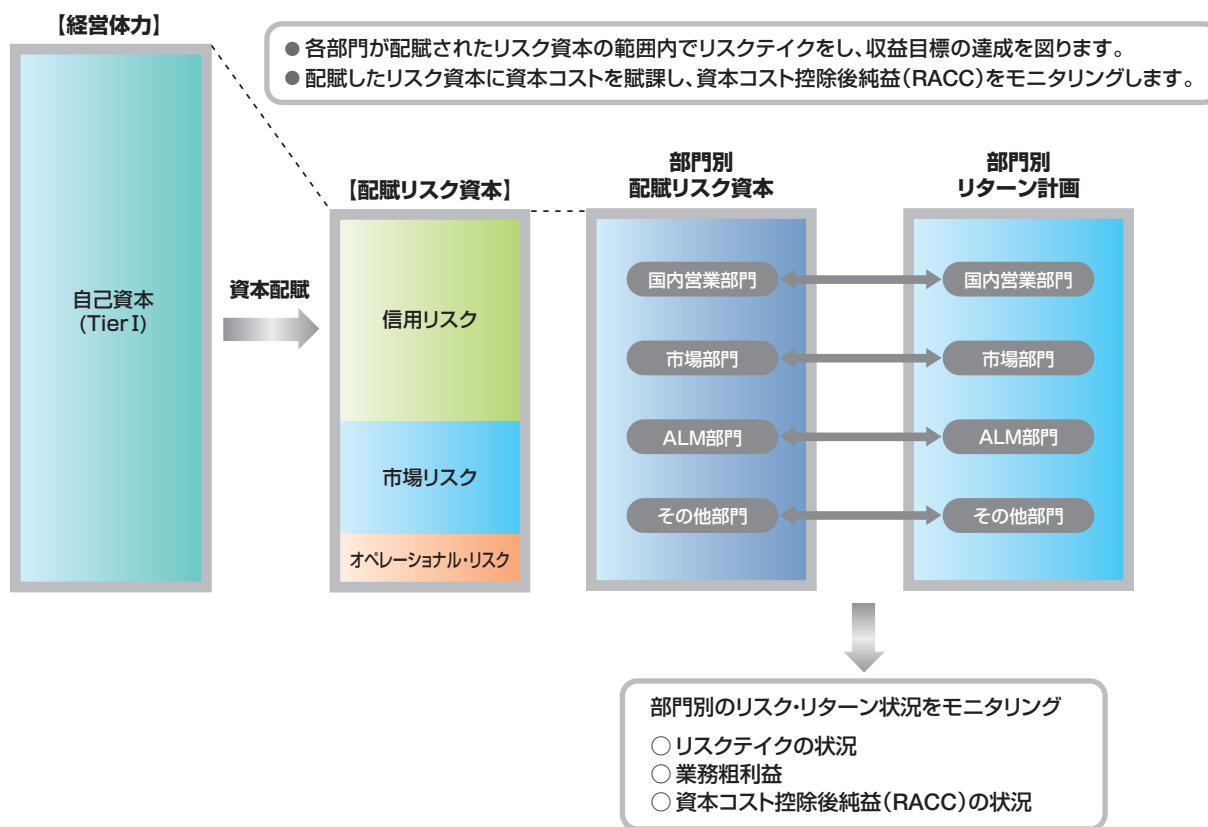 【経営体力】
● 各部門が配賦されたリスク資本の範囲内でリスクテイクをし、収益目標の達成を図ります。
● 配賦したリスク資本に資本コストを賦課し、資本コスト控除後純益（RACC）をモニタリングします。
自己資本
(TierⅠ)
資本配賦
【配賦リスク資本】
信用リスク
市場リスク
オペレーショナル・リスク
部門別
配賦リスク資本
国内営業部門
市場部門
ALM部門
その他部門
部門別
リターン計画
国内営業部門
市場部門
ALM部門
その他部門
部門別のリスク・リターン状況をモニタリング
○ リスクテイクの状況
○ 業務粗利益
○ 資本コスト控除後純益（RACC）の状況